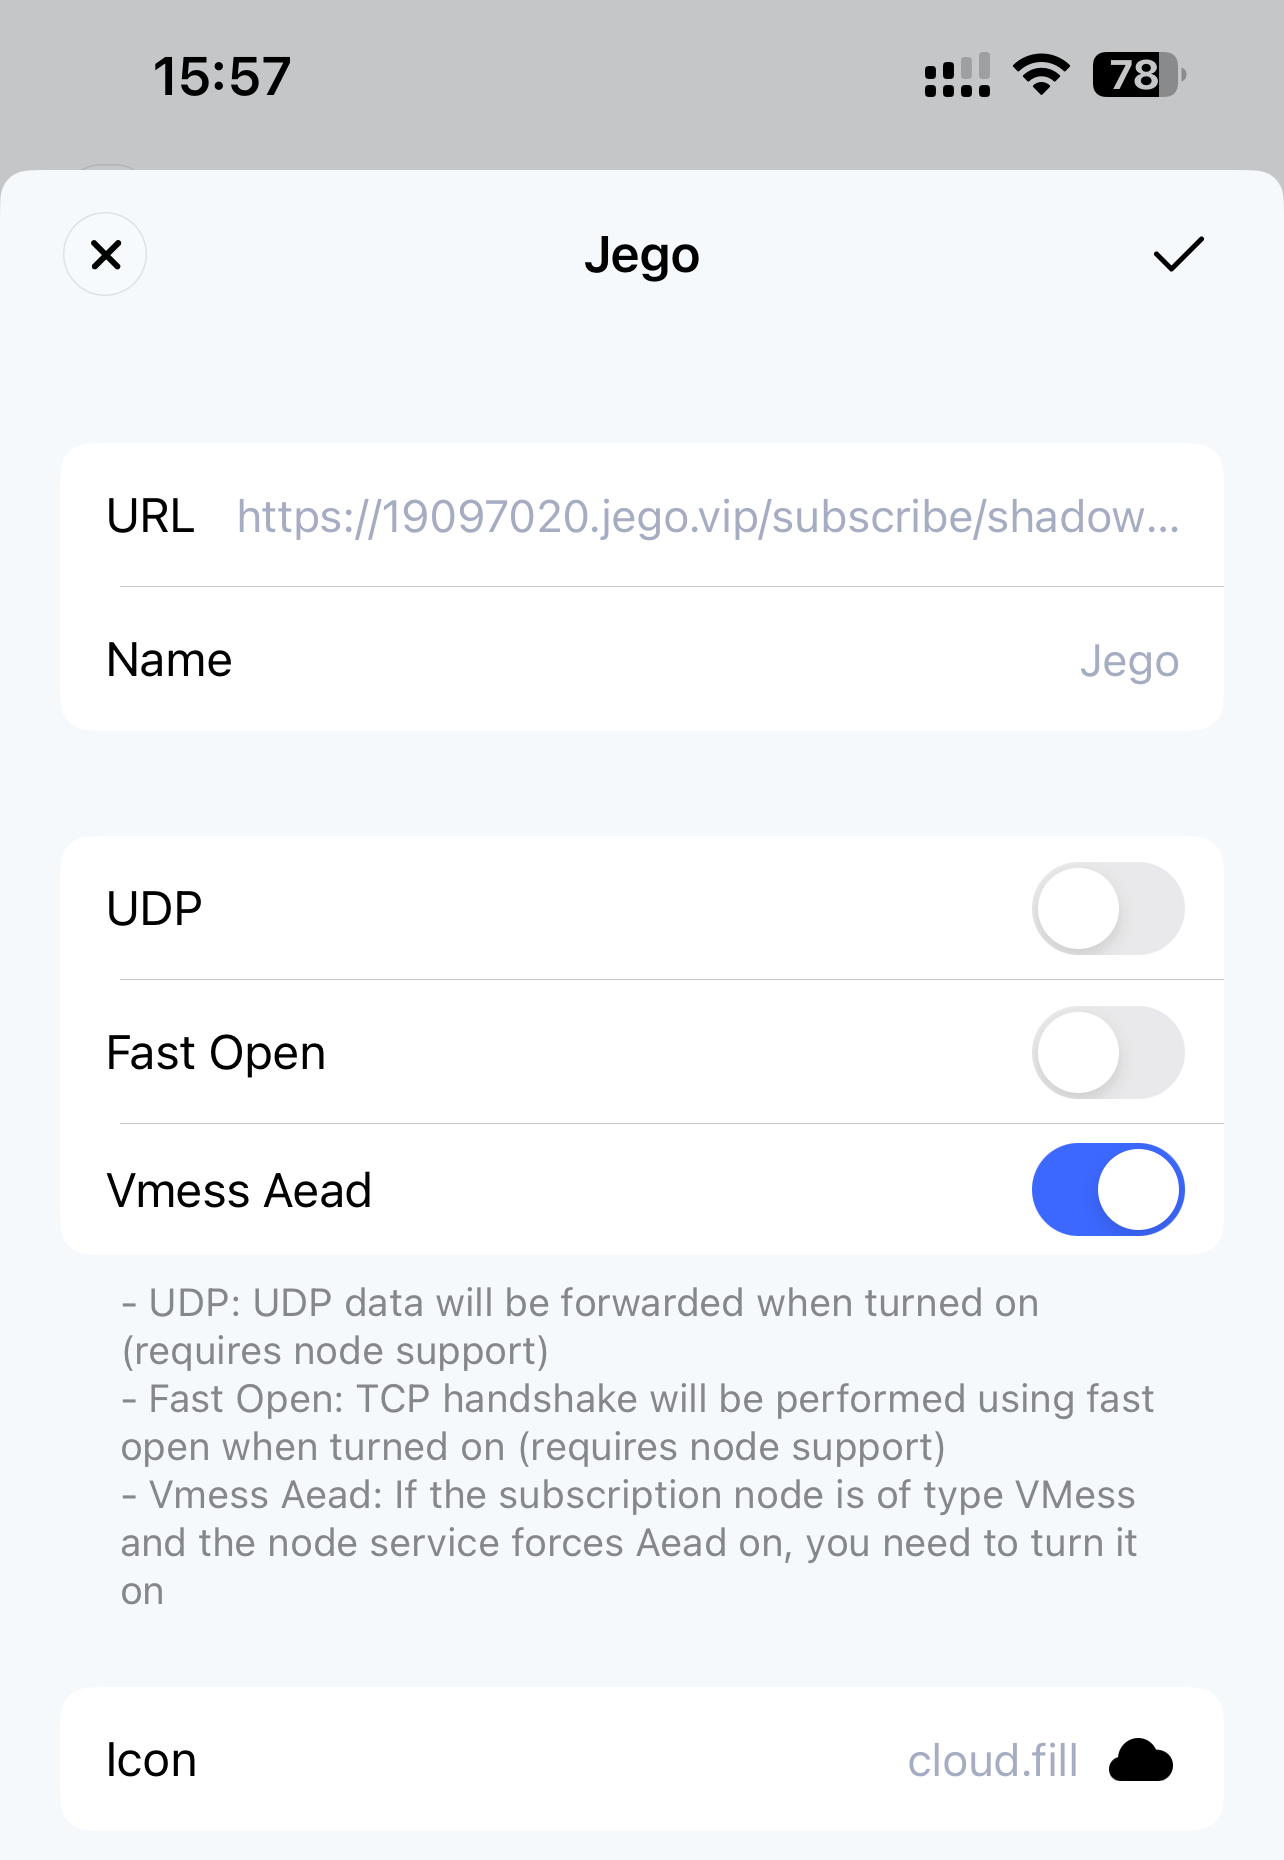 15:57
78
Jego
URL https://19097020.jego.vip/subscribe/shadow...
Name Jego
UDP
Fast Open
Vmess Aead
- UDP: UDP data will be forwarded when turned on
(requires node support)
- Fast Open: TCP handshake will be performed using fast
open when turned on (requires node support)
- Vmess Aead: If the subscription node is of type VMess
and the node service forces Aead on, you need to turn it
on
Icon cloud.fill